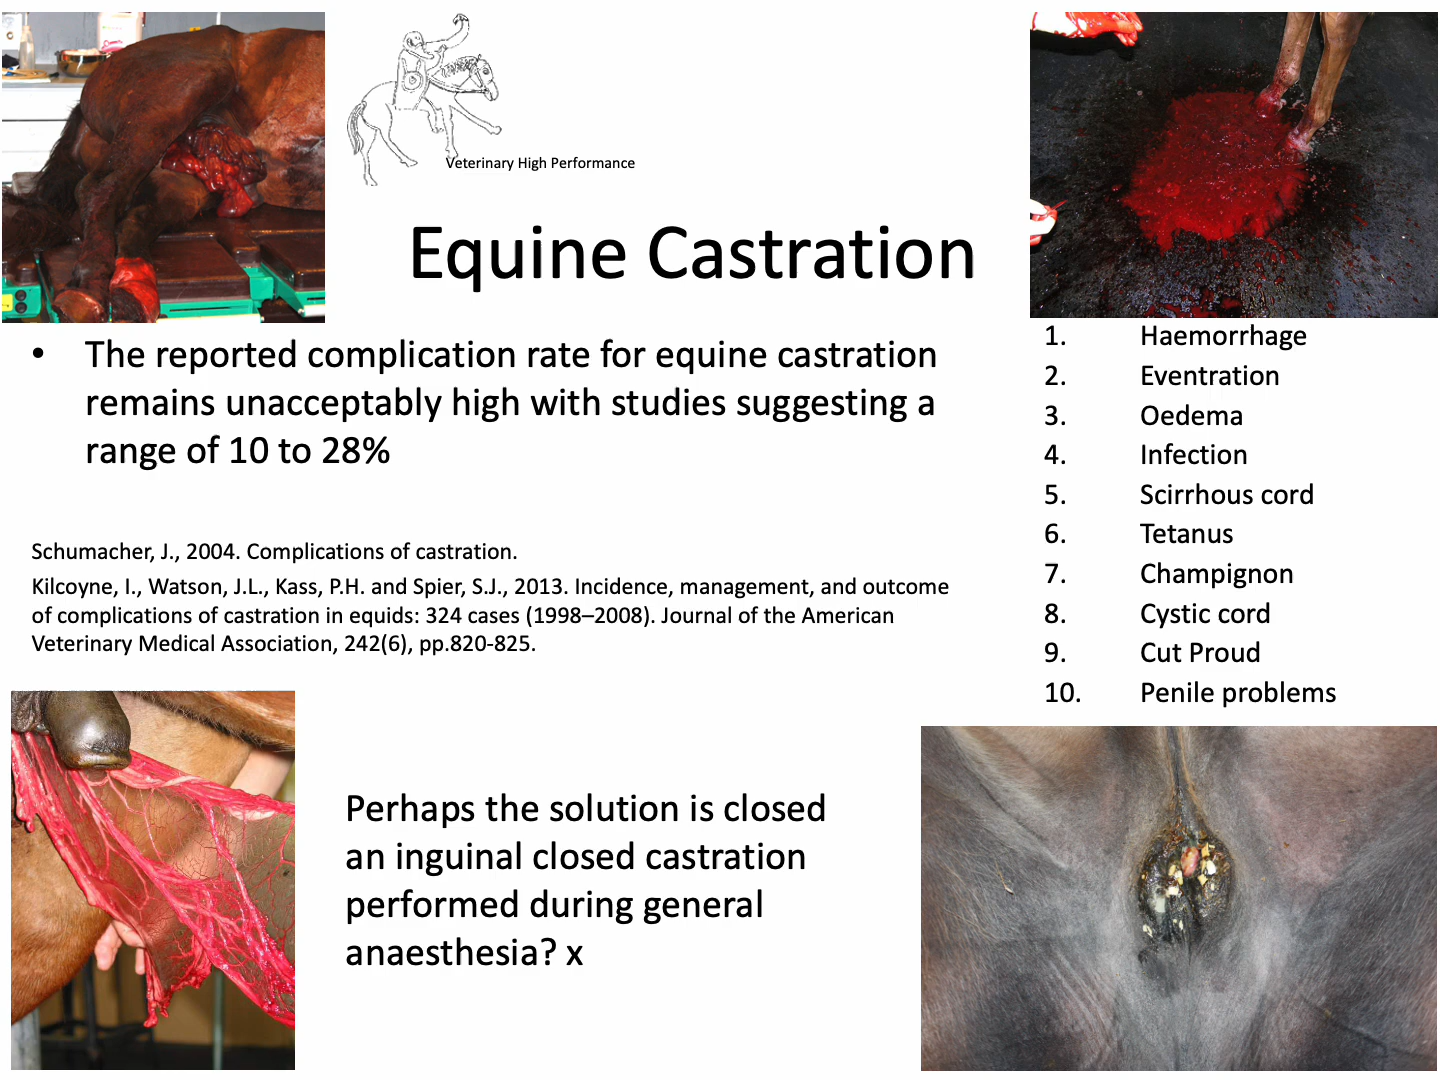 Veterinary High Performance
Equine Castration
• The reported complication rate for equine castration
remains unacceptably high with studies suggesting a
range of 10 to 28%
Schumacher, J., 2004. Complications of castration.
Kilcoyne, I., Watson, J.L., Kass, P.H. and Spier, S.J., 2013. Incidence, management, and outcome
of complications of castration in equids: 324 cases (1998–2008). Journal of the American
Veterinary Medical Association, 242(6), pp.820-825.
1. Haemorrhage
2. Eventration
3. Oedema
4. Infection
5. Scirrhous cord
6. Tetanus
7. Champignon
8. Cystic cord
9. Cut Proud
10. Penile problems
Perhaps the solution is closed
an inguinal closed castration
performed during general
anaesthesia? x